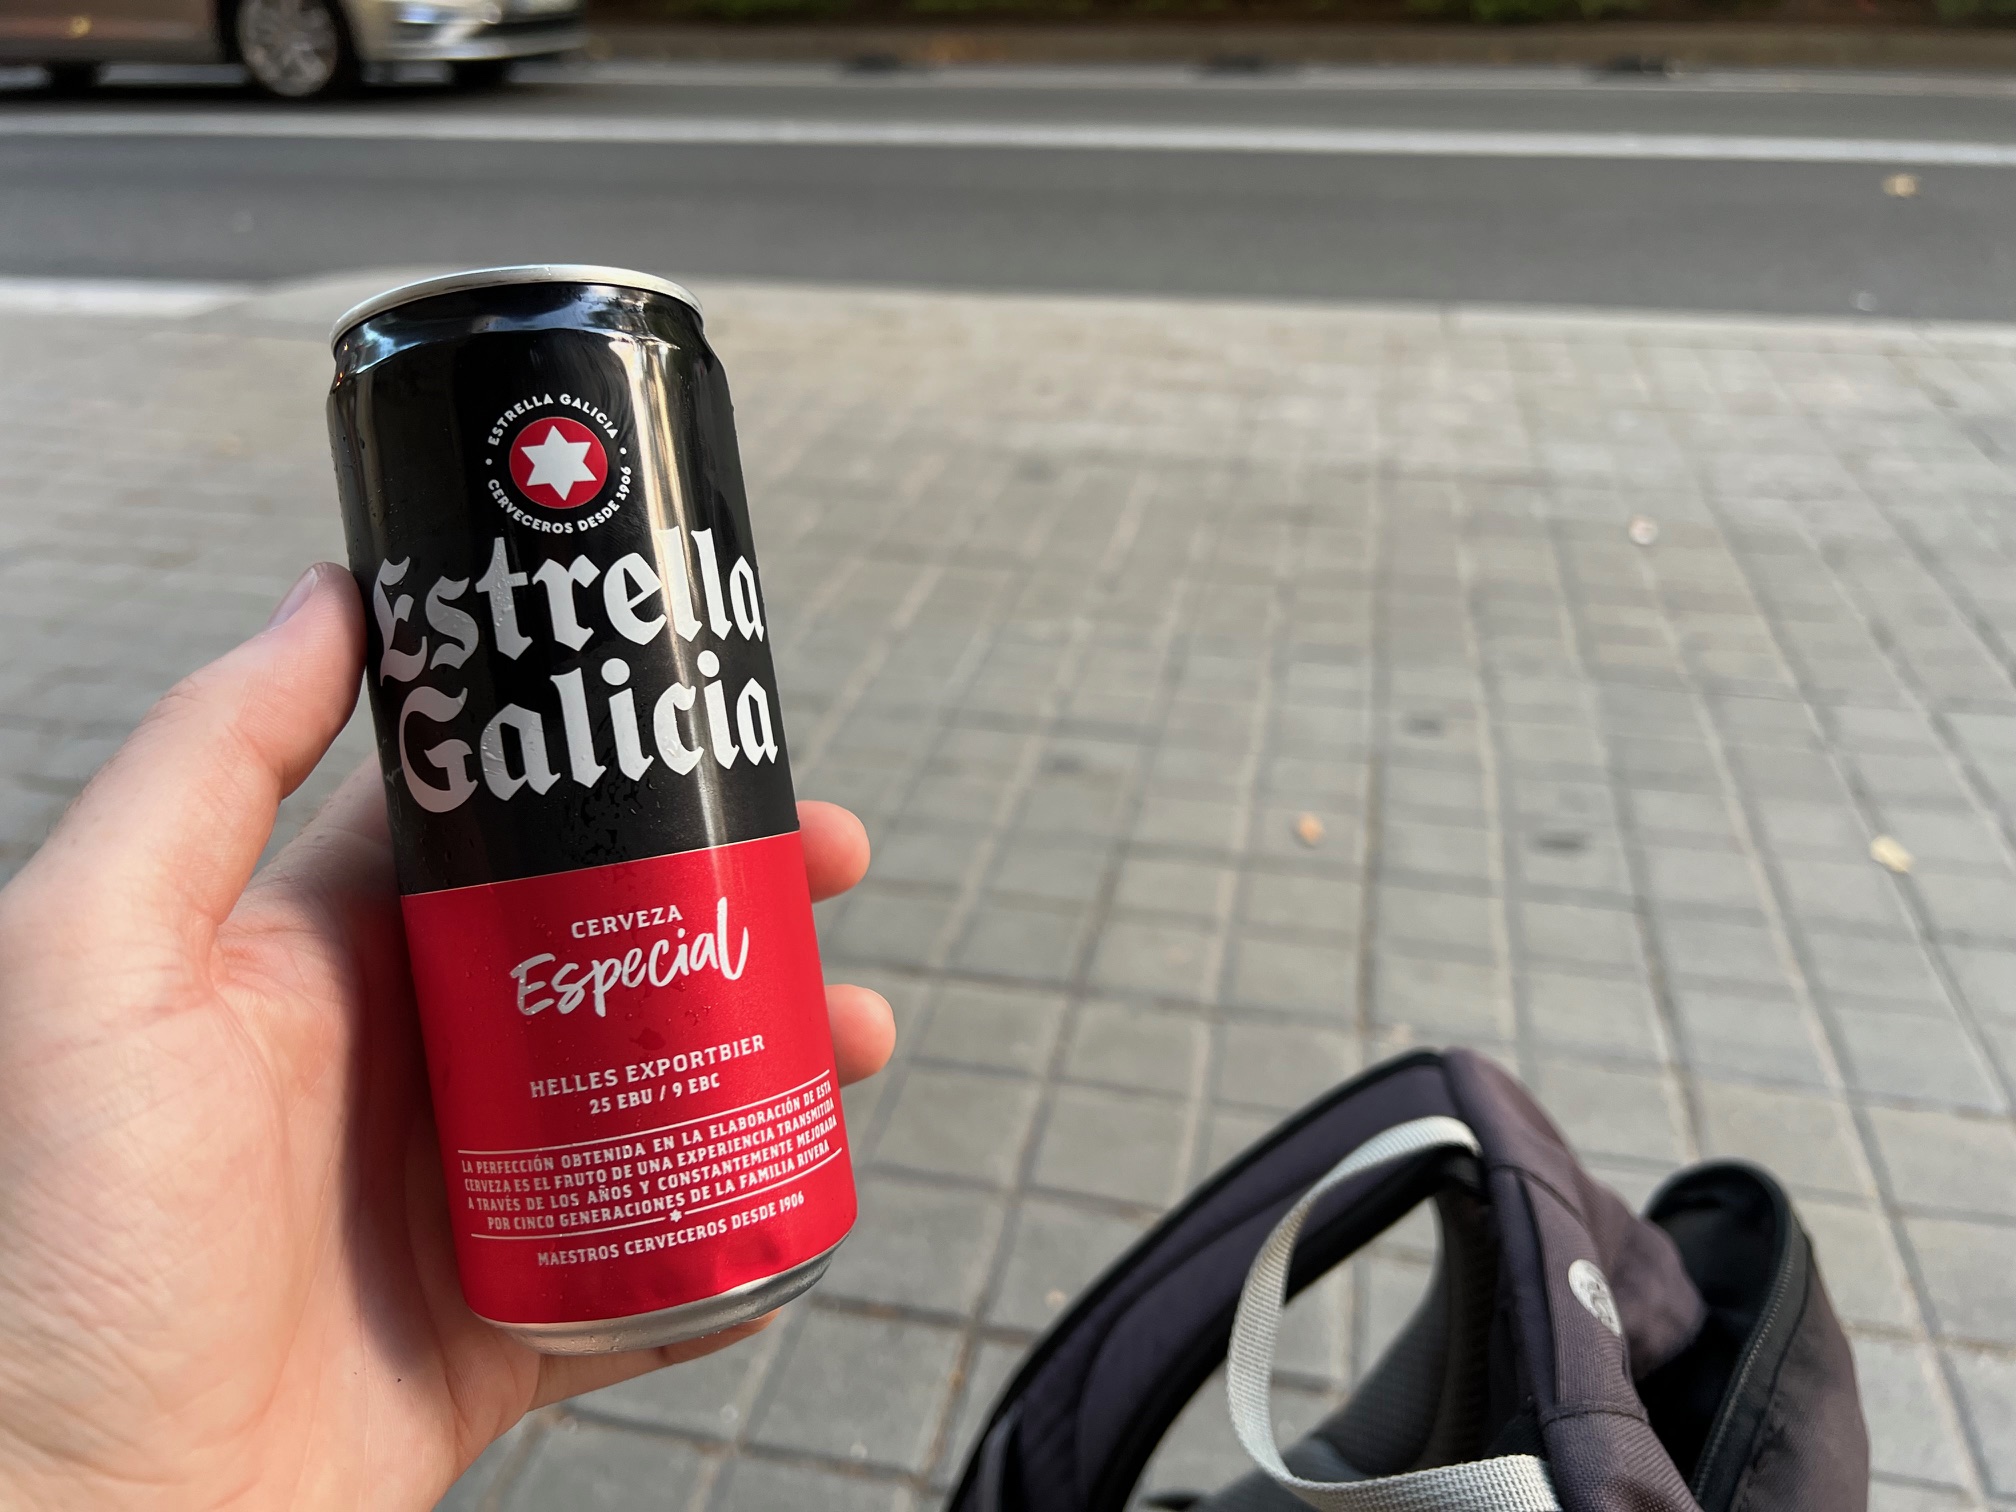 ESTRELLA GALICIA
CERVECEROS DESDE 1906
Estrella
Galicia
CERVEZA
Especial
HELLES EXPORTBIER
25 EBU / 9 EBC
LA PERFECCIÓN OBTENIDA EN LA ELABORACIÓN DE ESTA
CERVEZA ES EL FRUTO DE UNA EXPERIENCIA TRANSMITIDA
A TRAVÉS DE LOS AÑOS Y CONSTANTEMENTE MEJORADA
POR CINCO GENERACIONES DE LA FAMILIA RIVERA
MAESTROS CERVECEROS DESDE 1906